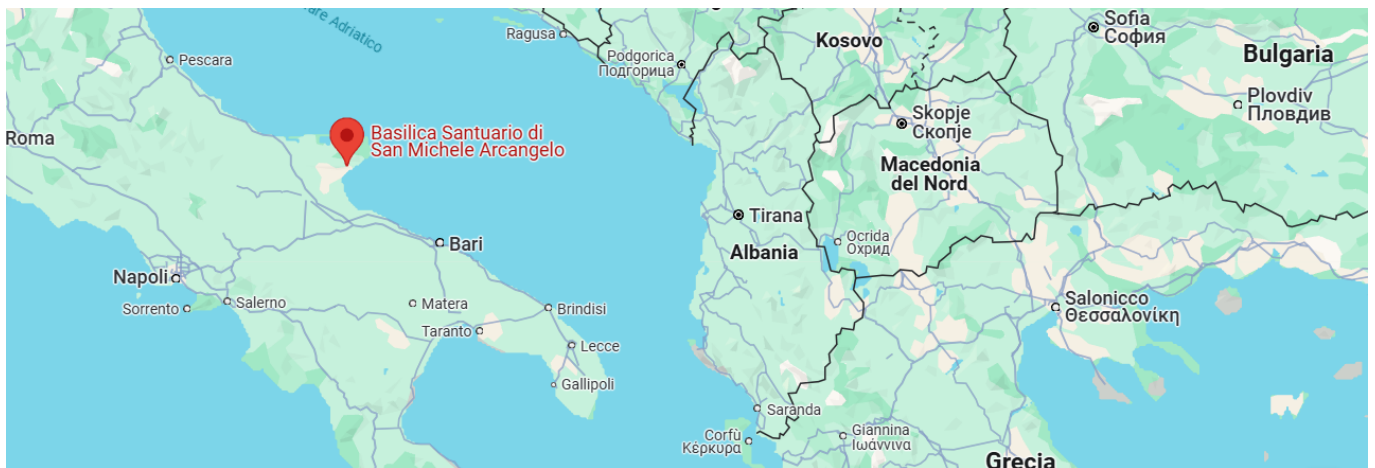 Mare Adriatico
Pescara
Ragusa
Podgorica
Подгорица
Kosovo
Sofia
София
Bulgaria
Plovdiv
Пловдив
Roma
Basilica Santuario di
San Michele Arcangelo
Skopje
Скопје
Macedonia
del Nord
Tirana
Albania
Ocrida
Охрид
Bari
Napoli
Sorrento
Salerno
Matera
Taranto
Brindisi
Lecce
Gallipoli
Salonicco
Θεσσαλονίκη
Saranda
Corfù
Κέρκυρα
Giannina
Ιωάννινα
Grecia